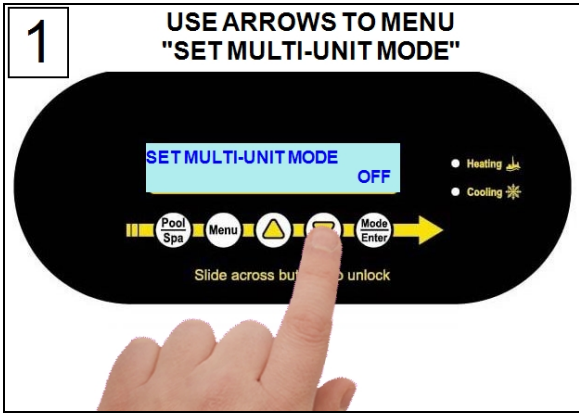 1
USE ARROWS TO MENU
"SET MULTI-UNIT MODE"
SET MULTI-UNIT MODE
OFF
Heating
Cooling
Pool
Spa
Menu
Mode
Enter
Slide across but o unlock